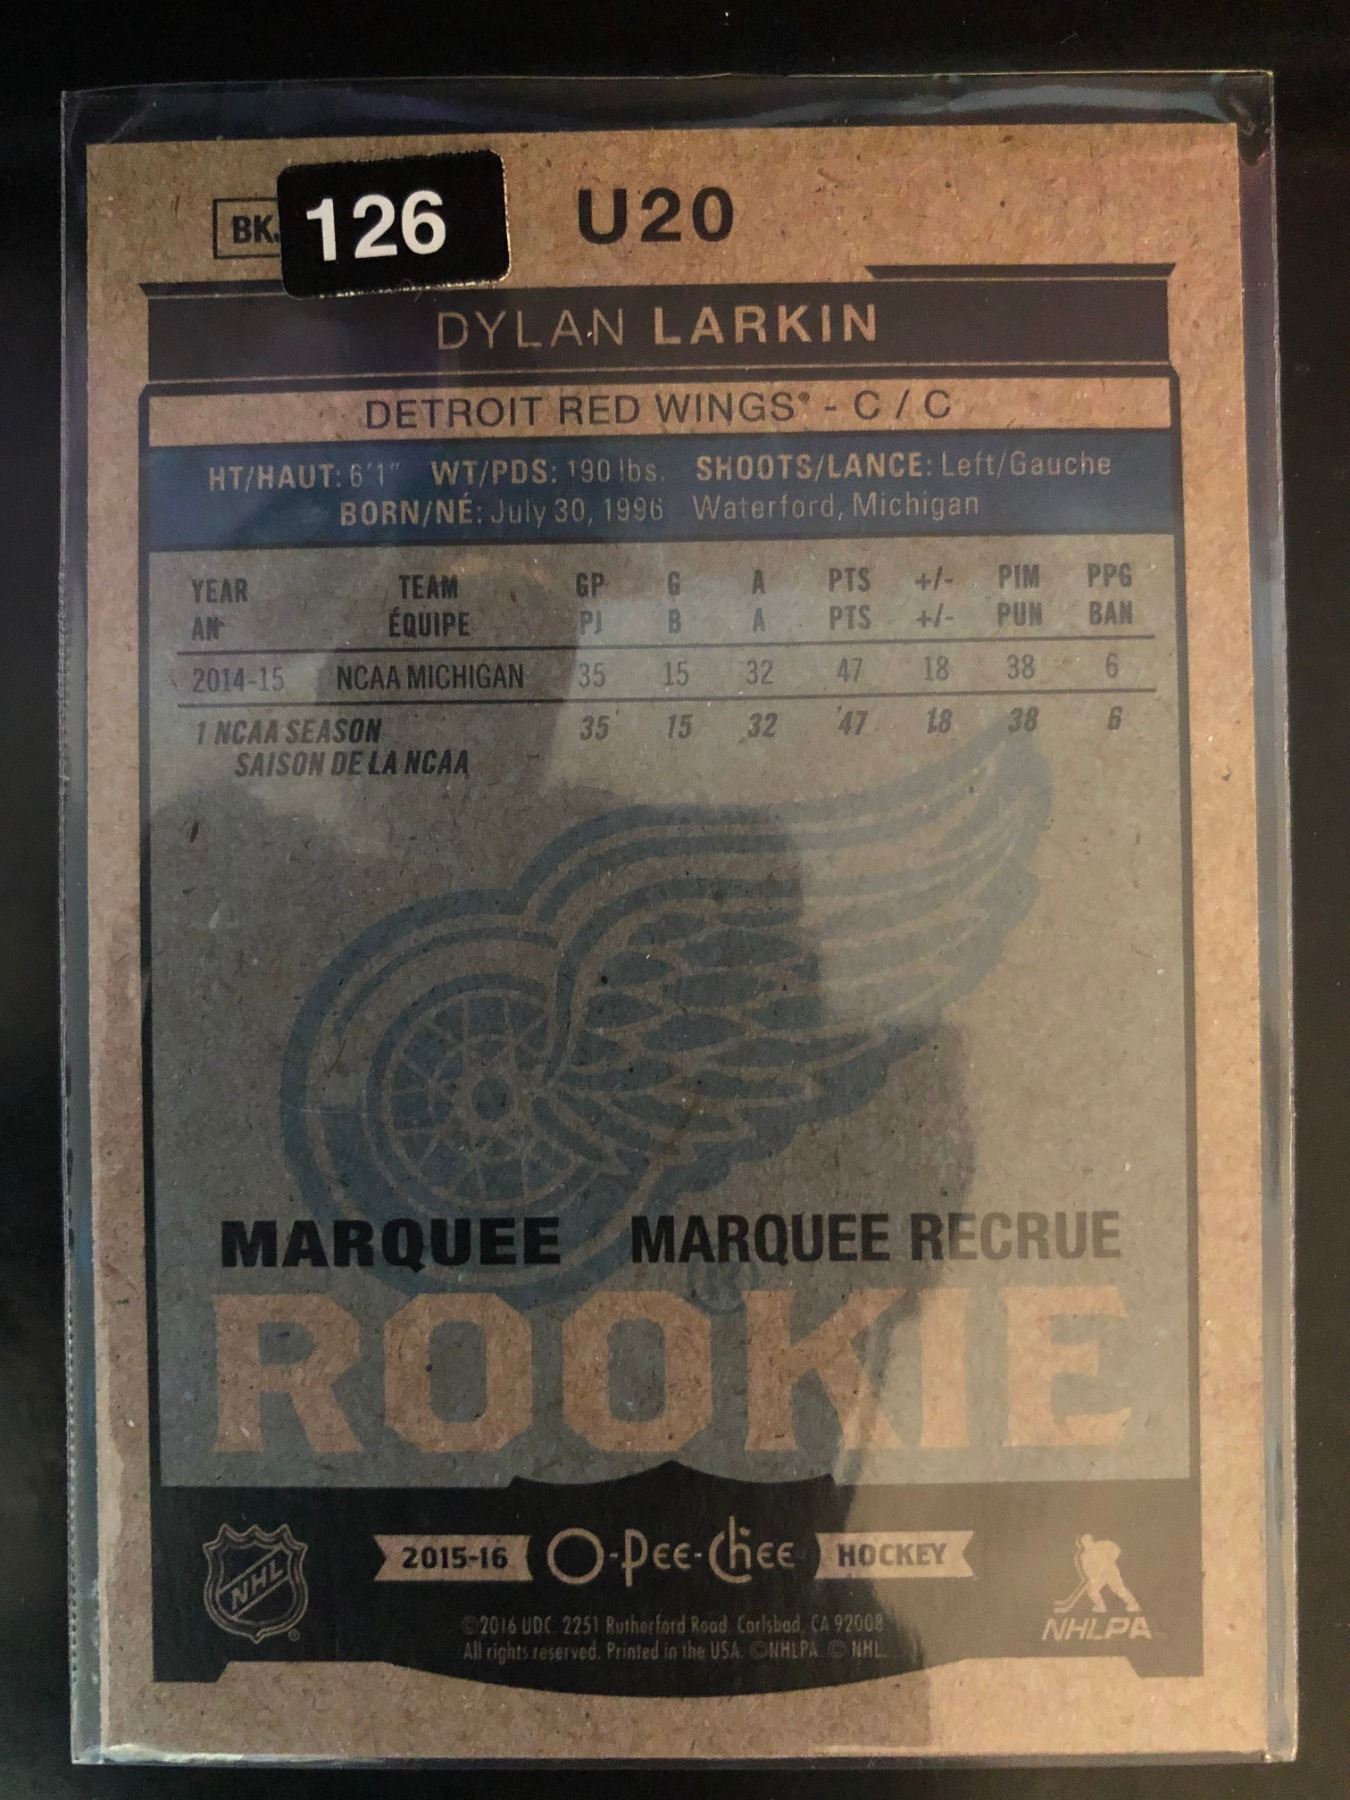 BK.
126
U20
DYLAN LARKIN
DETROIT RED WINGS® - C / C
HT/HAUT: 6'1" WT/PDS: 190 lbs. SHOOTS/LANCE: Left/Gauche
BORN/NÉ: July 30, 1996 Waterford, Michigan
YEAR TEAM GP G A PTS +/- PIM PPG
AN ÉQUIPE PJ B A PTS +/- PUN BAN
2014-15 NCAA MICHIGAN 35 15 32 47 18 38 6
1 NCAA SEASON 35 15 32 47 18 38 6
SAISON DE LA NCAA
MARQUEE MARQUEE RECRUE
ROOKIE
NHL
2015-16 O-Pee-Chee HOCKEY
NHLPA
©2016 UDC. 2251 Rutherford Road, Carlsbad, CA 92008
All rights reserved. Printed in the USA. ©NHLPA © NHL.